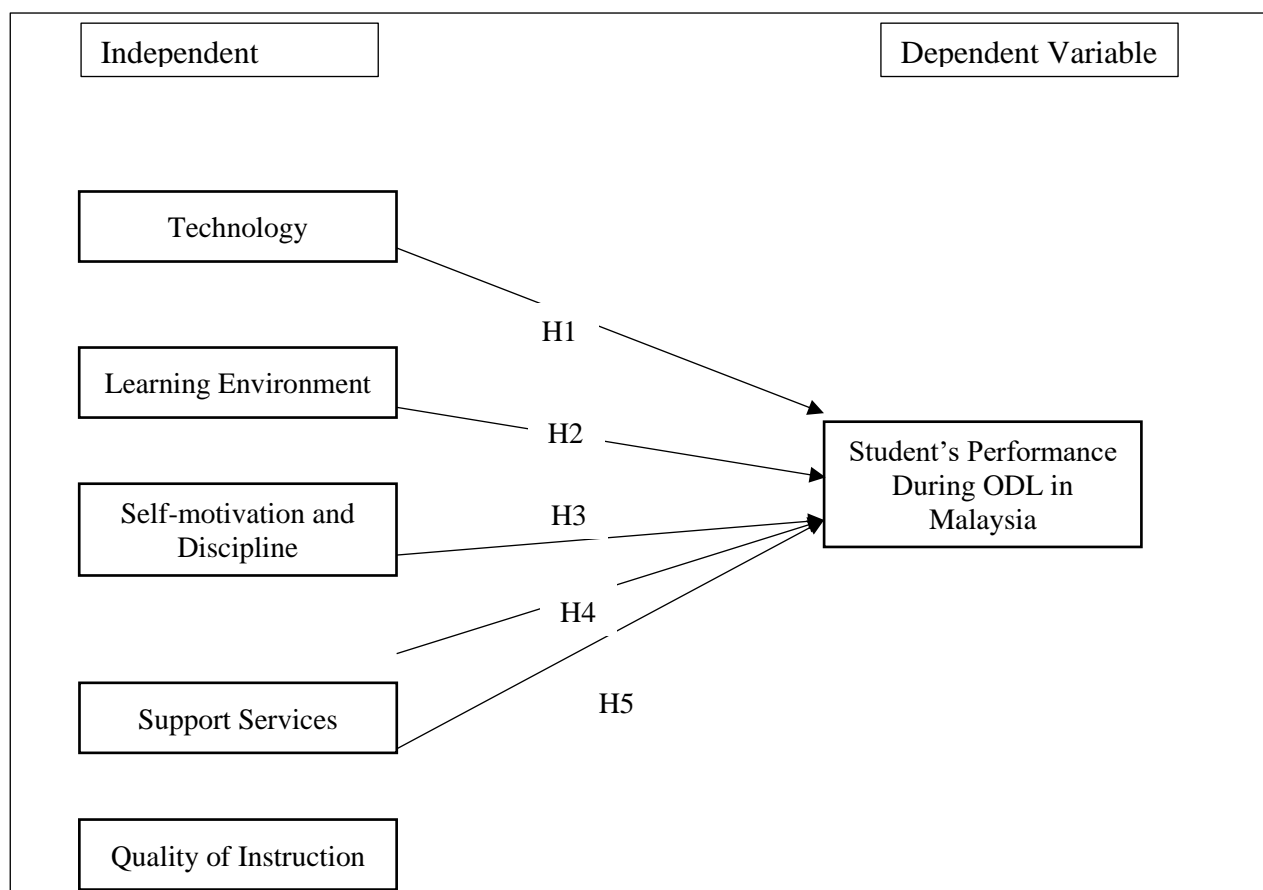 Independent
Dependent Variable
Technology
H1
Learning Environment
H2
Student’s Performance
During ODL in
Malaysia
Self-motivation and
Discipline
H3
H4
Support Services
H5
Quality of Instruction